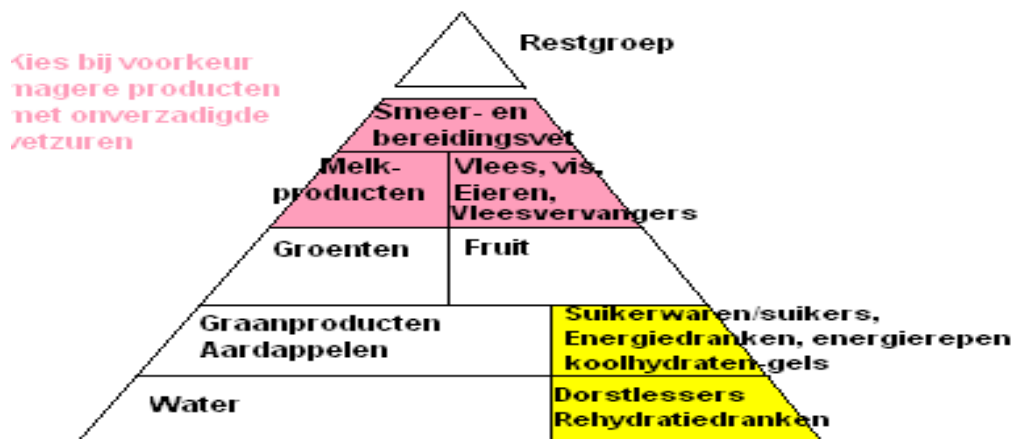 Restgroep
Kies bij voorkeur
magere producten
met onverzadigde
vetzuren
Smeer- en
bereidingsvet
Melk-
producten
Vlees, vis,
Eieren,
Vleesvervangers
Groenten
Fruit
Graanproducten
Aardappelen
Suikerwaren/suikers,
Energiedranken, energierepen
koolhydraten-gels
Water
Dorstlessers
Rehydratiedranken